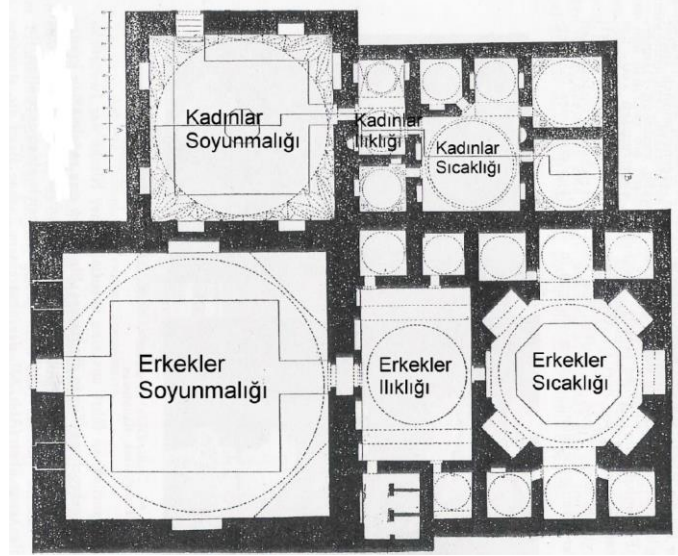 Kadınlar
Soyunmalığı
Kadınlar
Ilıklığı
Kadınlar
Sıcaklığı
Erkekler
Soyunmalığı
Erkekler
Ilıklığı
Erkekler
Sıcaklığı